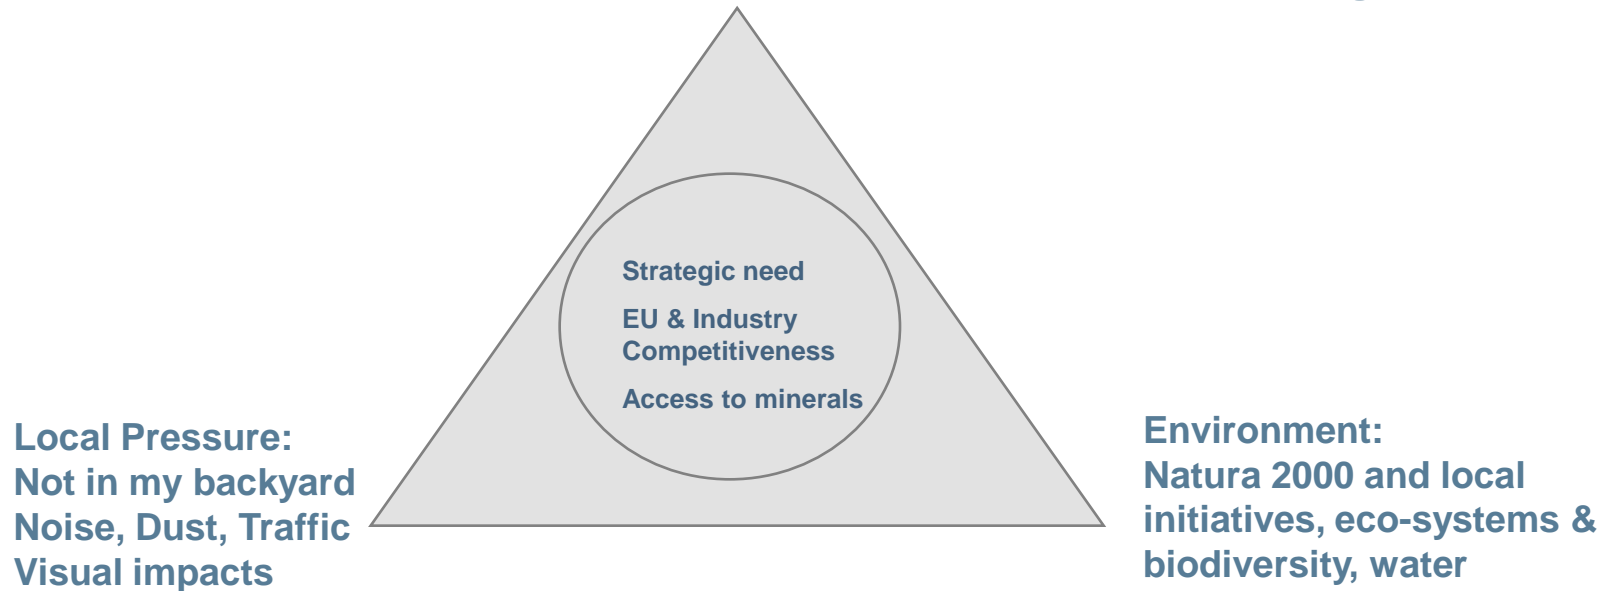 Strategic need
EU & Industry
Competitiveness
Access to minerals
Local Pressure:
Not in my backyard
Noise, Dust, Traffic
Visual impacts
Environment:
Natura 2000 and local
initiatives, eco-systems &
biodiversity, water